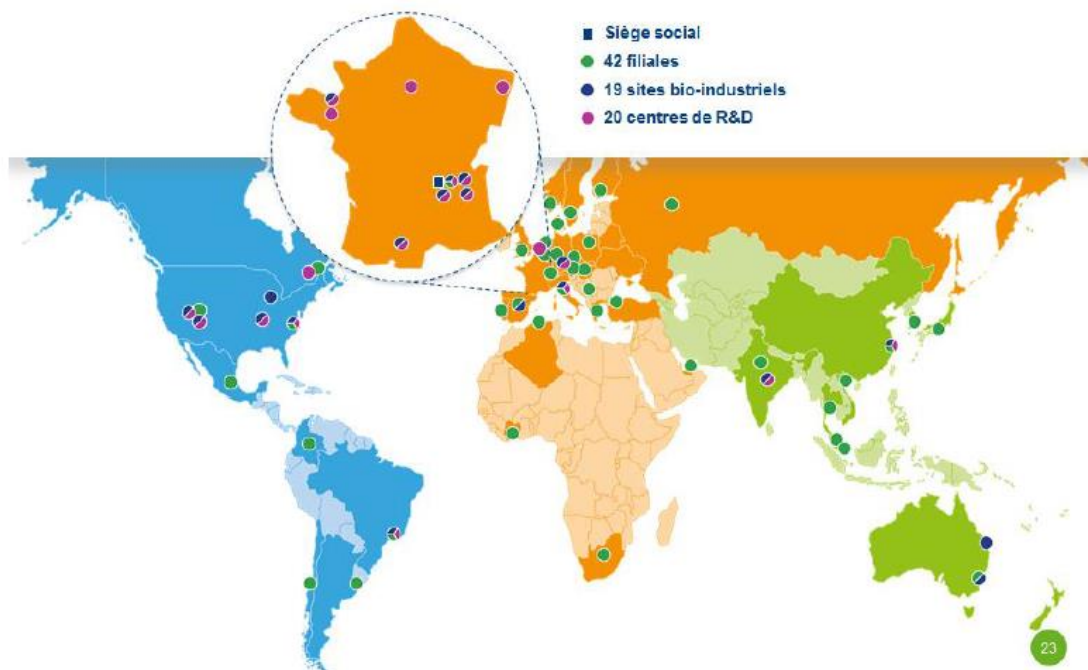 Siège social
42 filiales
19 sites bio-industriels
20 centres de R&D
23